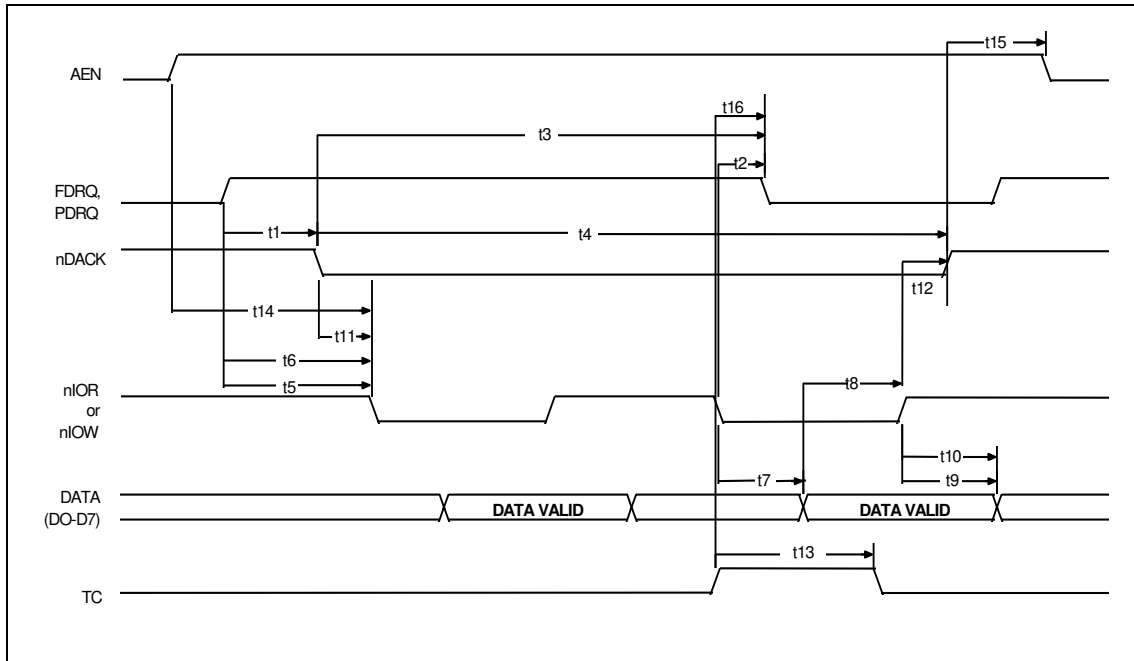 t15
AEN
t16
t3
t2
FDRQ,
PDRQ
t1
t4
nDACK
t12
t14
t11
t6
t5
t8
nIOR
or
nIOW
t10
t7
t9
DATA
(DO-D7)
DATA VALID
DATA VALID
t13
TC